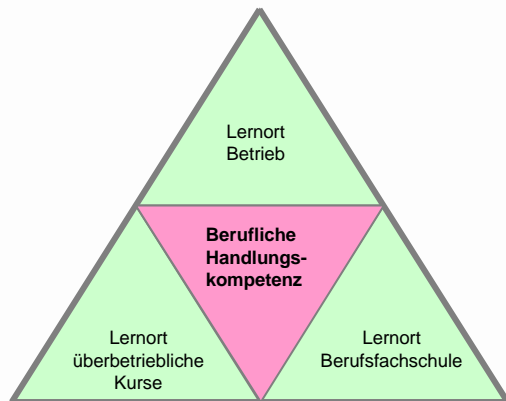 Lernort
Betrieb
Berufliche
Handlungs-
kompetenz
Lernort
überbetriebliche
Kurse
Lernort
Berufsfachschule